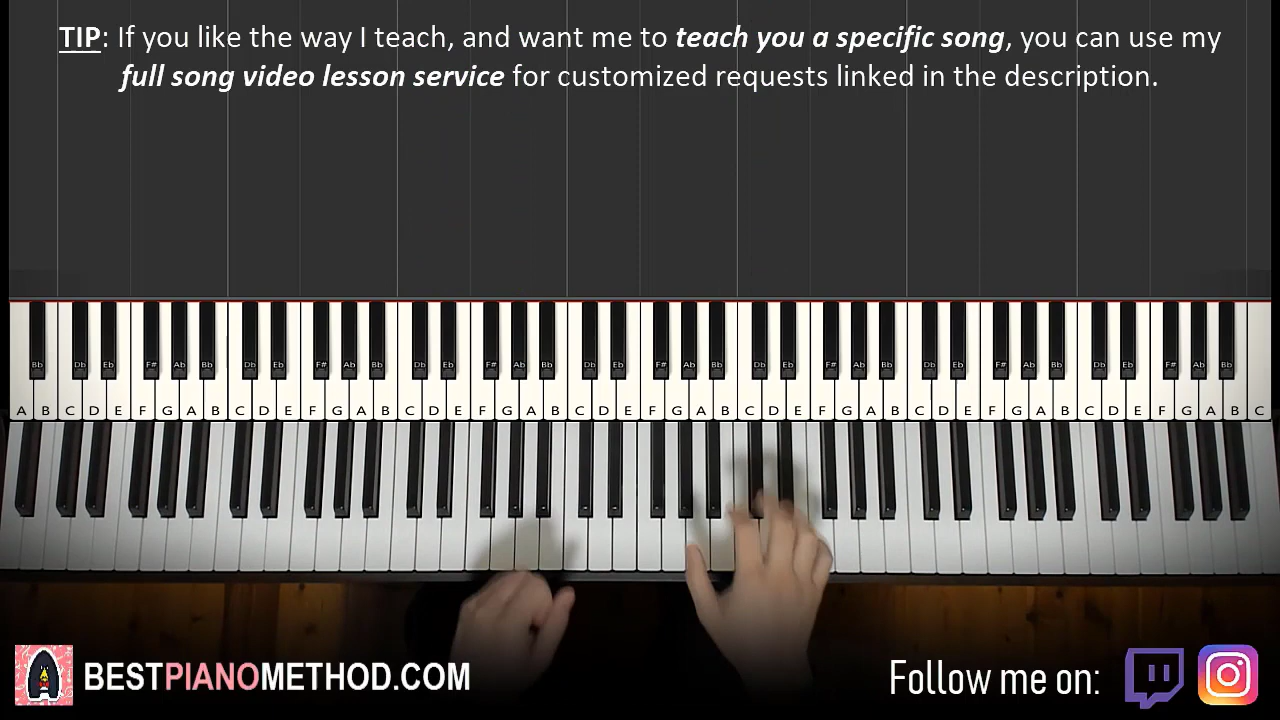 TIP: If you like the way I teach, and want me to teach you a specific song, you can use my
full song video lesson service for customized requests linked in the description.
Bb Db Eb F# Ab Bb Db Eb F# Ab Bb Db Eb F# Ab Bb Db Eb F# Ab Bb Db Eb F# Ab Bb Db Eb F# Ab Bb Db Eb F# Ab Bb
A B C D E F G A B C D E F G A B C D E F G A B C D E F G A B C D E F G A B C D E F G A B C D E F G A B C
BESTPIANOMETHOD.COM
Follow me on: